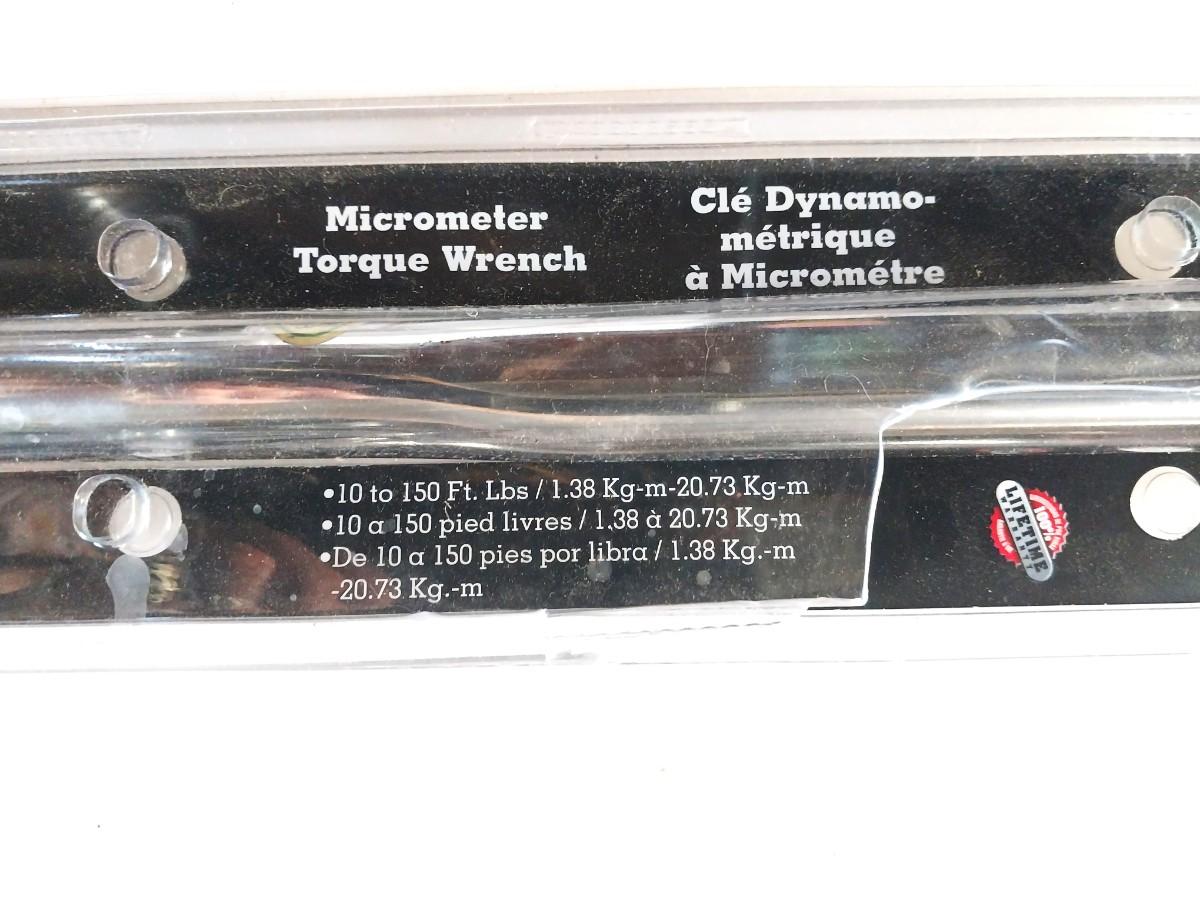 Micrometer
Torque Wrench
Clé Dynamo-
métrique
à Micrométre
•10 to 150 Ft. Lbs / 1.38 Kg-m-20.73 Kg-m
•10 a 150 pied livres / 1.38 à 20.73 Kg-m
•De 10 a 150 pies por libra / 1.38 Kg.-m
-20.73 Kg.-m
LIFETIME
100%